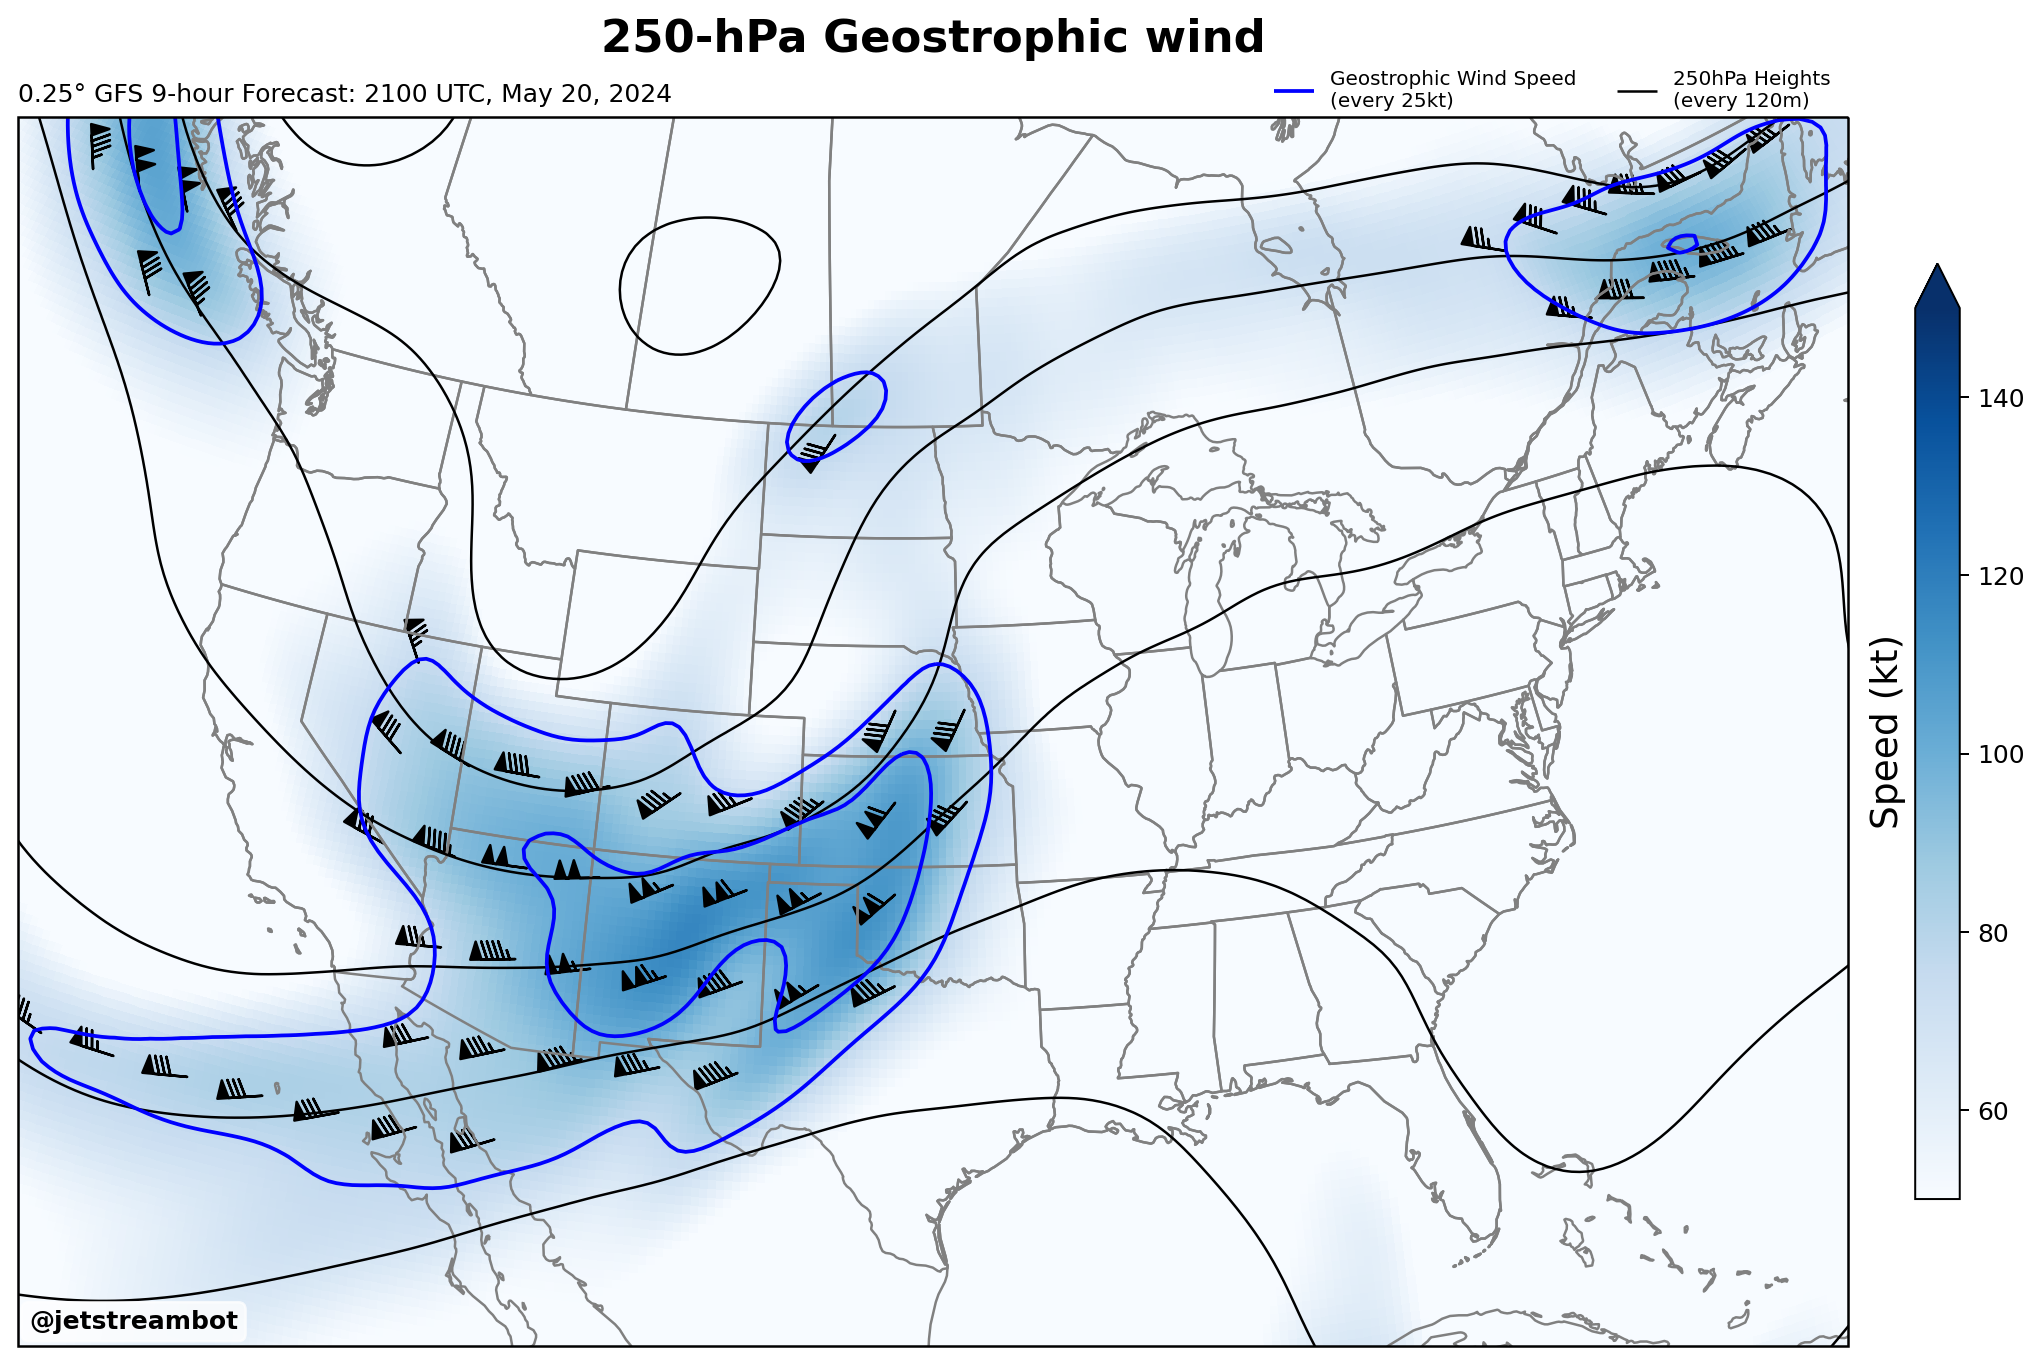 250-hPa Geostrophic wind
0.25° GFS 9-hour Forecast: 2100 UTC, May 20, 2024
Geostrophic Wind Speed
(every 25kt)
250hPa Heights
(every 120m)
140
120
100
80
60
Speed (kt)
@jetstreambot